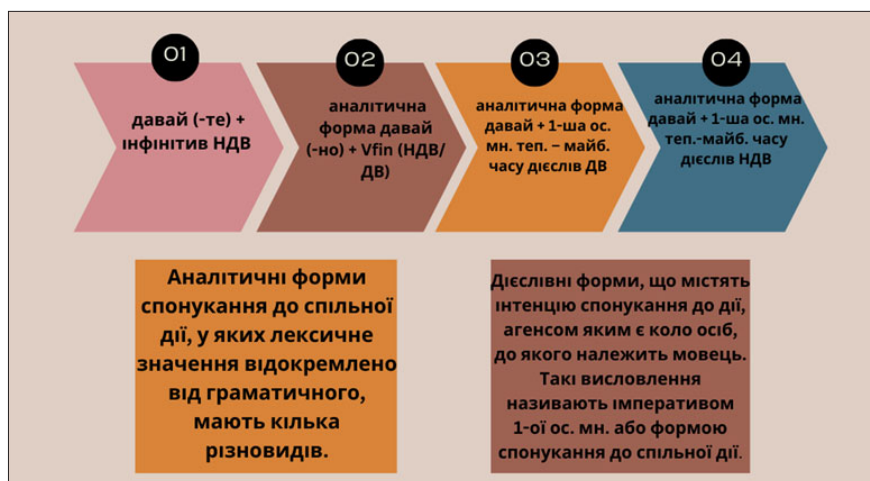 01
давай (-те) +
інфінітив НДВ
02
аналітична
форма давай
(-но) + Vfin (НДВ/
ДВ)
03
аналітична форма
давай + 1-ша ос.
мн. теп. – майб.
часу дієслів ДВ
04
аналітична форма
давай + 1-ша ос. мн.
теп.-майб. часу
дієслів НДВ
Аналітичні форми
спонукання до спільної
дії, у яких лексичне
значення відокремлено
від граматичного,
мають кілька
різновидів.
Дієслівні форми, що містять
інтенцію спонукання до дії,
агенсом яким є коло осіб,
до якого належить мовець.
Такі висловлення
називають імперативом
1-ої ос. мн. або формою
спонукання до спільної дії.